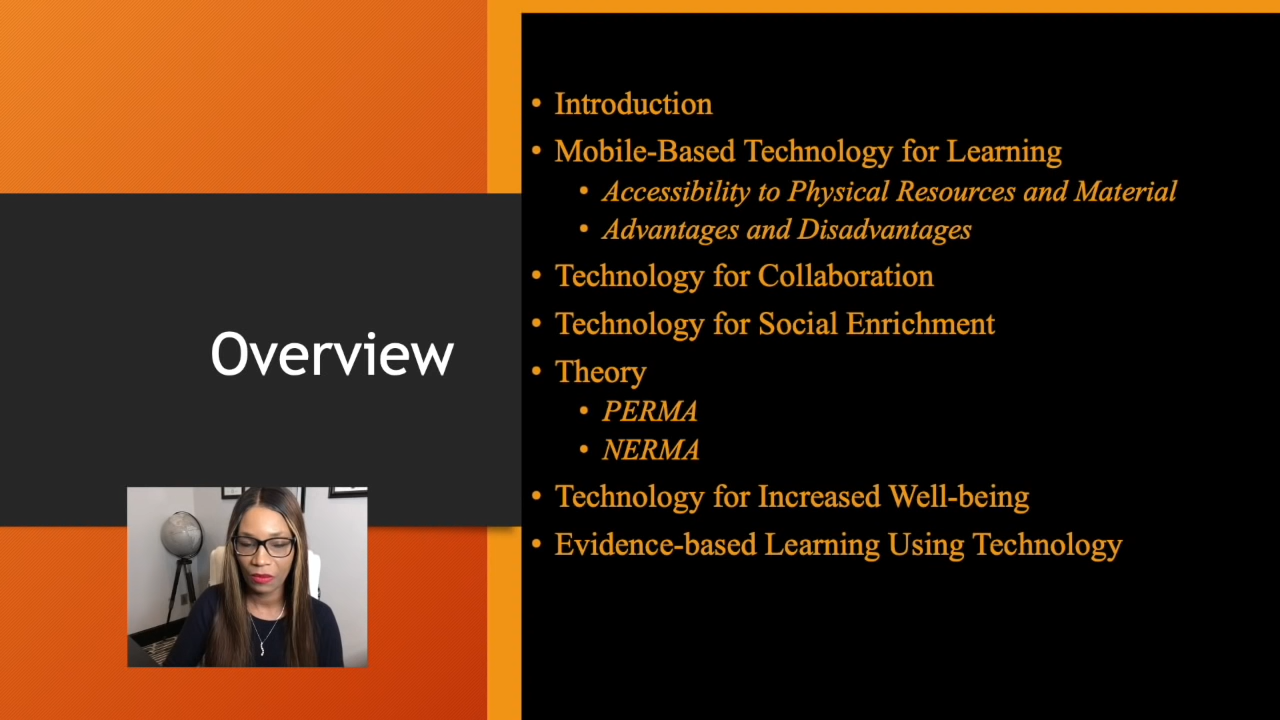 Overview
• Introduction
• Mobile-Based Technology for Learning
• Accessibility to Physical Resources and Material
• Advantages and Disadvantages
• Technology for Collaboration
• Technology for Social Enrichment
• Theory
• PERMA
• NERMA
• Technology for Increased Well-being
• Evidence-based Learning Using Technology